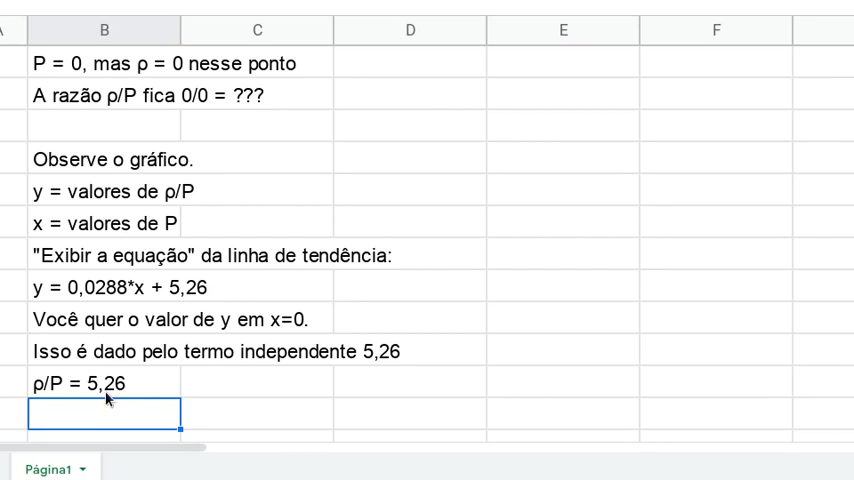 A B C D E F
P = 0, mas ρ = 0 nesse ponto
A razão ρ/P fica 0/0 = ???
Observe o gráfico.
y = valores de ρ/P
x = valores de P
"Exibir a equação" da linha de tendência:
y = 0,0288*x + 5,26
Você quer o valor de y em x=0.
Isso é dado pelo termo independente 5,26
ρ/P = 5,26
Página1